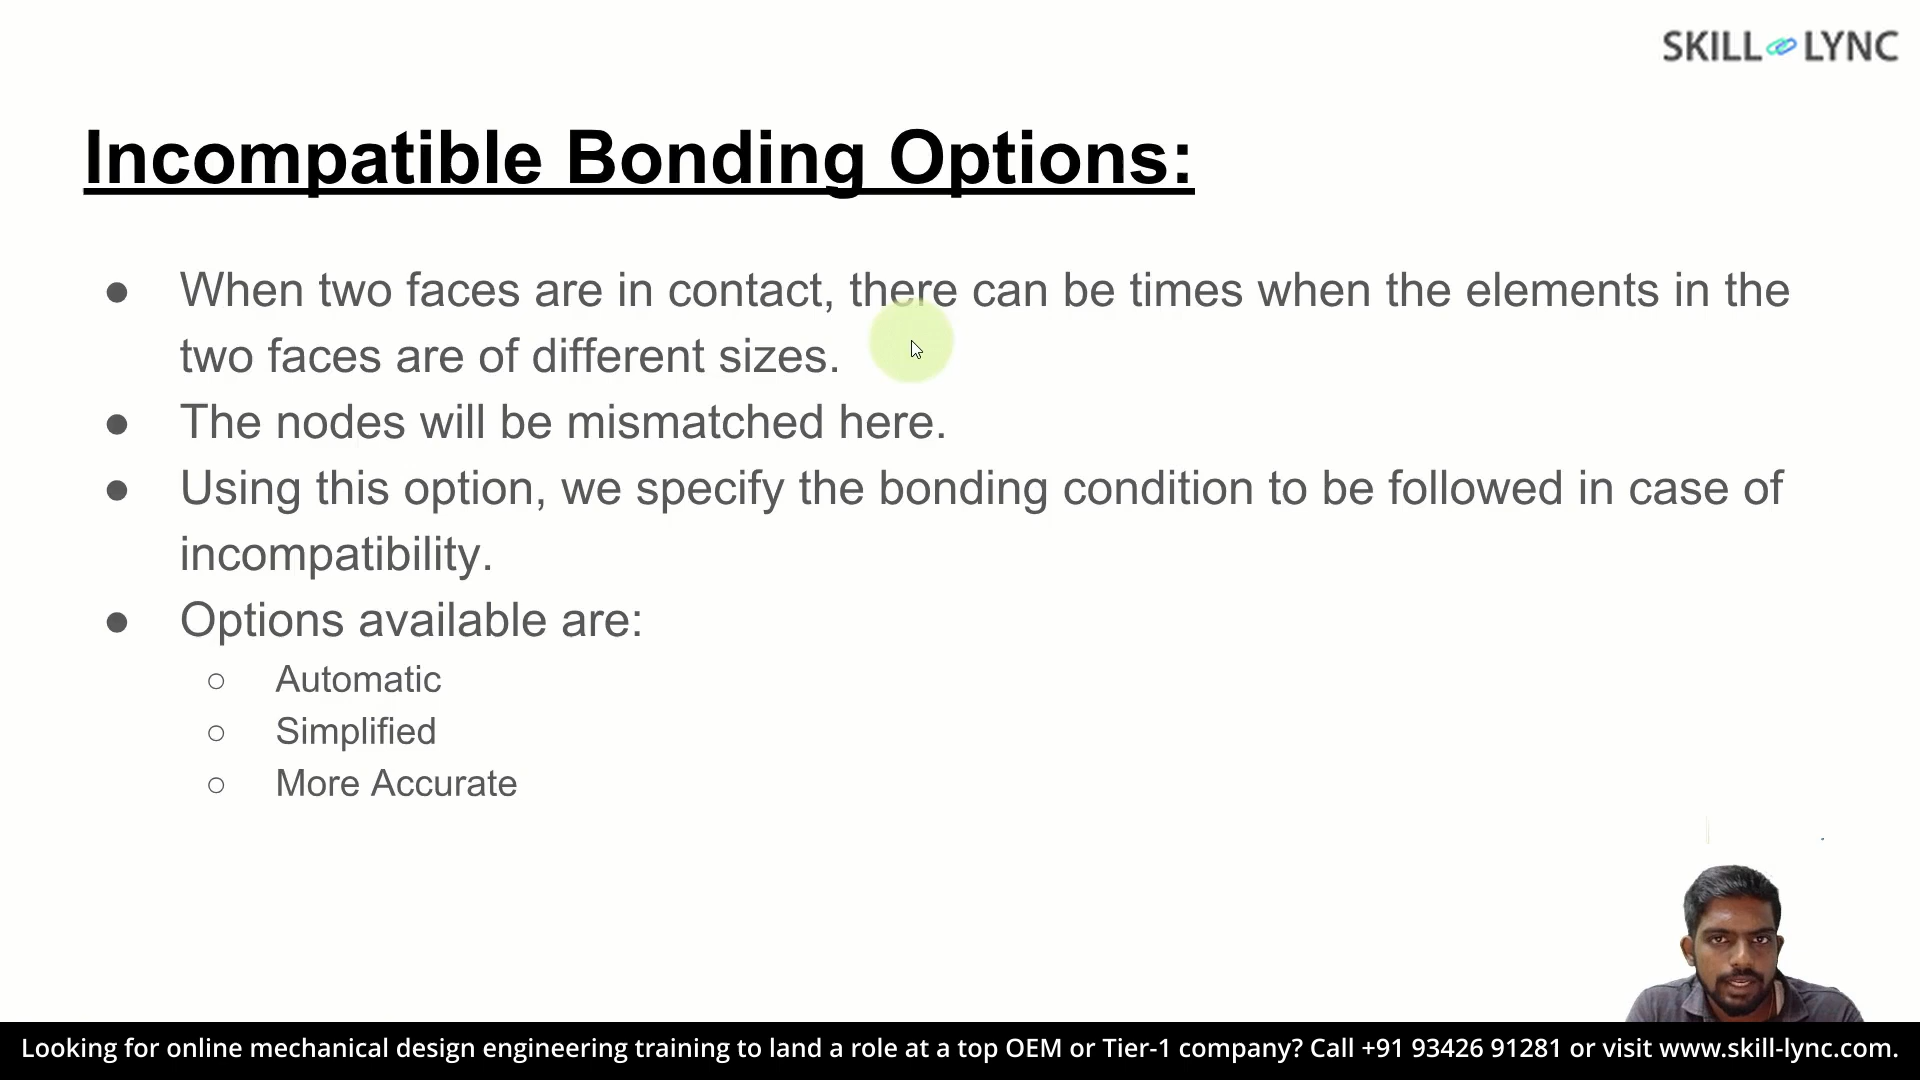 SKILL LYNC
Incompatible Bonding Options:
● When two faces are in contact, there can be times when the elements in the
two faces are of different sizes.
● The nodes will be mismatched here.
● Using this option, we specify the bonding condition to be followed in case of
incompatibility.
● Options available are:
○ Automatic
○ Simplified
○ More Accurate
Looking for online mechanical design engineering training to land a role at a top OEM or Tier-1 company? Call +91 93426 91281 or visit www.skill-lync.com.